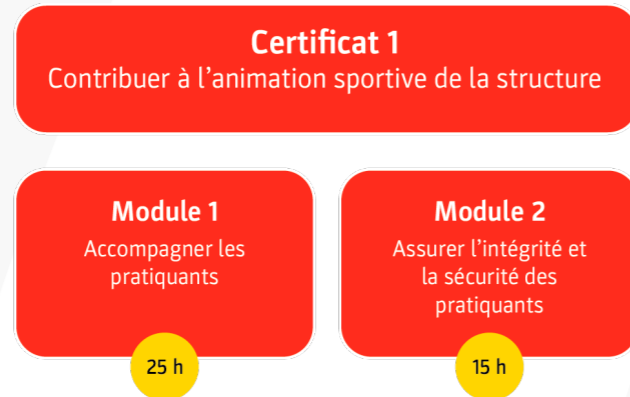 Certificat 1
Contribuer à l'animation sportive de la structure
Module 1
Accompagner les
pratiquants
25 h
Module 2
Assurer l'intégrité et
la sécurité des
pratiquants
15 h